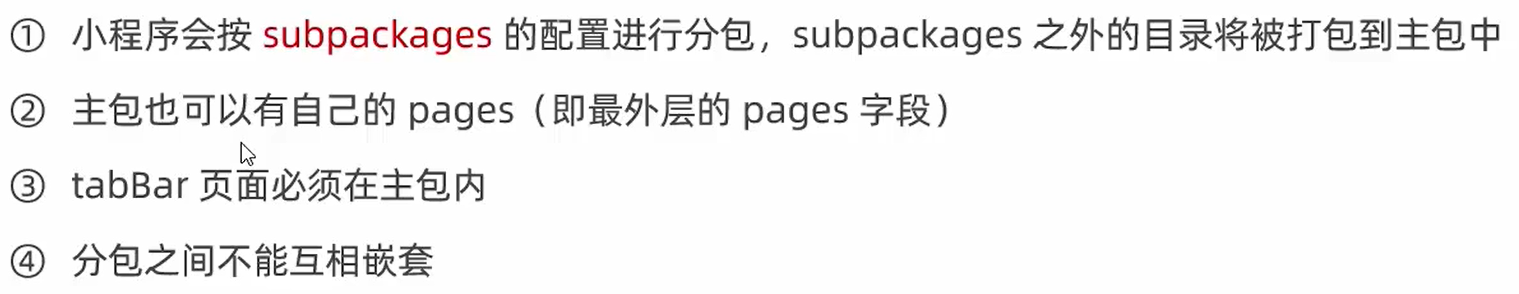 ① 小程序会按 subpackages 的配置进行分包，subpackages 之外的目录将被打包到主包中
② 主包也可以有自己的 pages（即最外层的 pages 字段）
③ tabBar 页面必须在主包内
④ 分包之间不能互相嵌套